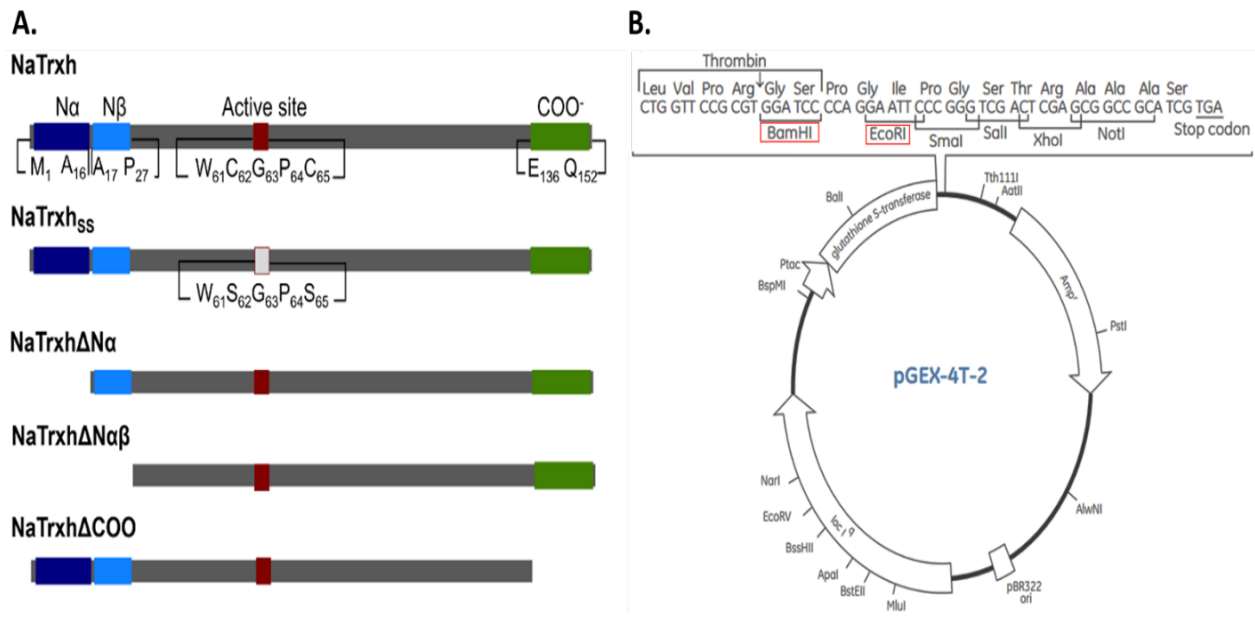 A.
NaTrxh
Nα Nβ Active site COO-
M1 A16 A17 P27 W61C62G63P64C65 E136 Q152
NaTrxhSS
W61S62G63P64S65
NaTrxhΔNα
NaTrxhΔNαβ
NaTrxhΔCOO
B.
Thrombin
Leu Val Pro Arg Gly Ser Pro Gly Ile Pro Gly Ser Thr Arg Ala Ala Ala Ser
CTG GTT CCG CGT GGA TCC CCA GGA ATT CCC GGG TCG ACT CGA GCG GCC GCA TCG TGA
BamHI EcoRI SmaI SalI XhoI NotI Stop codon
Tth111I
AatII
BalI
glutathione S-transferase
Ptac
BspMI
Ampr
PstI
pGEX-4T-2
NarI
EcoRV
BssHII
ApaI
BstEII
MluI
lac Iq
AlwNI
pBR322
ori